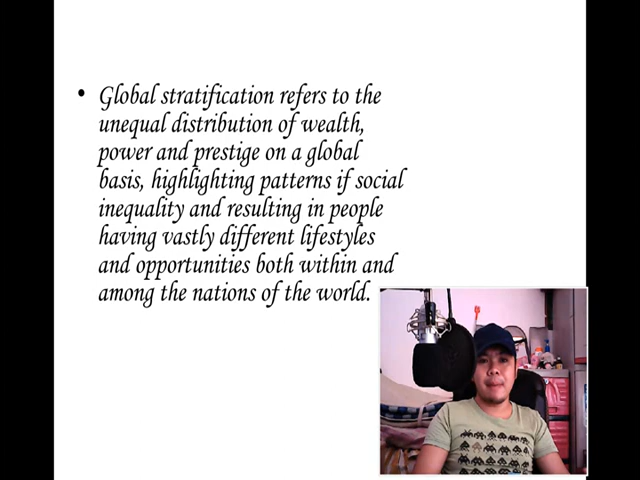 • Global stratification refers to the
unequal distribution of wealth,
power and prestige on a global
basis, highlighting patterns if social
inequality and resulting in people
having vastly different lifestyles
and opportunities both within and
among the nations of the world.